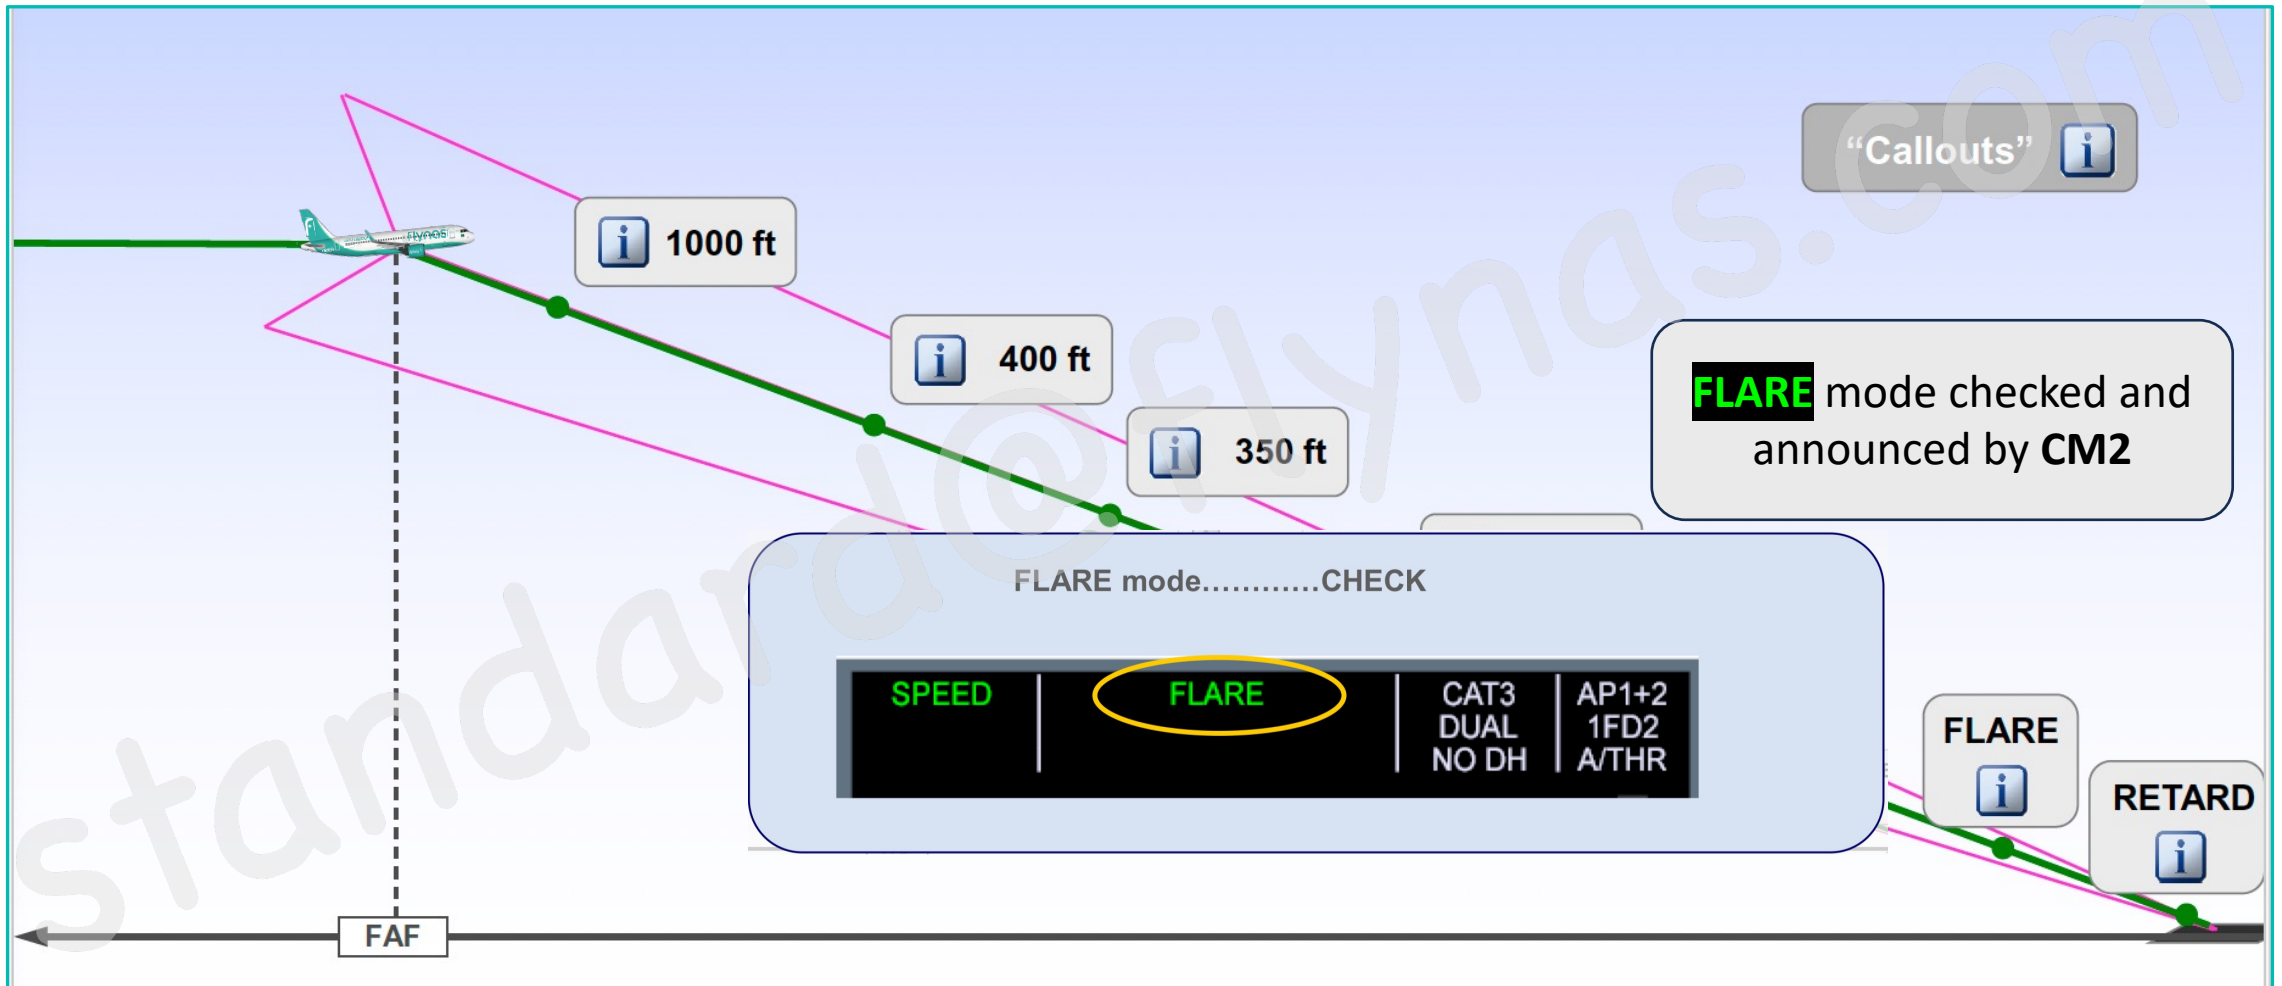 “Callouts”
1000 ft
flynas
400 ft
350 ft
FLARE mode checked and
announced by CM2
FLARE mode............CHECK
SPEED
FLARE
CAT3
DUAL
NO DH
AP1+2
1FD2
A/THR
FLARE
RETARD
FAF
standard@flynas.com